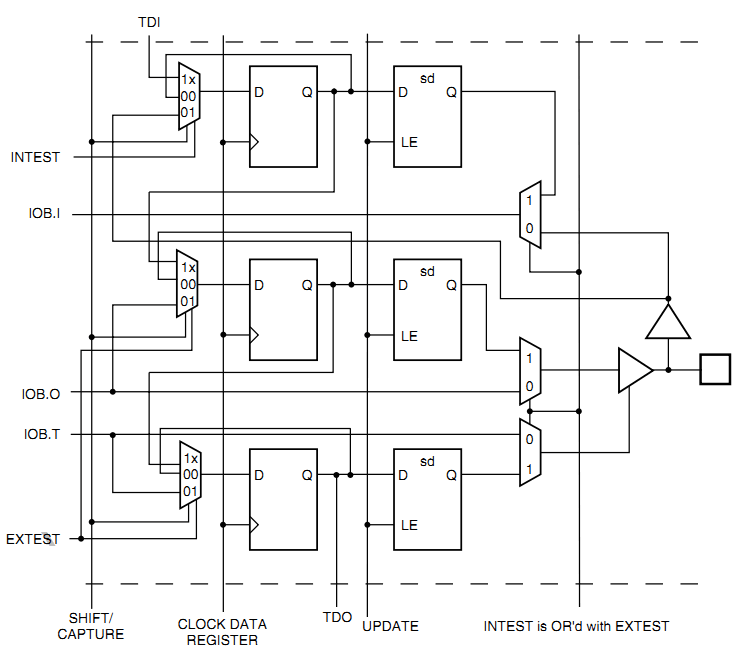 TDI
1x
00
01
D
Q
sd
D
Q
LE
INTEST
IOB.I
1
0
1x
00
01
D
Q
sd
D
Q
LE
1
0
IOB.O
IOB.T
0
1
1x
00
01
D
Q
sd
D
Q
LE
EXTEST
SHIFT/
CAPTURE
CLOCK DATA
REGISTER
TDO
UPDATE
INTEST is OR'd with EXTEST